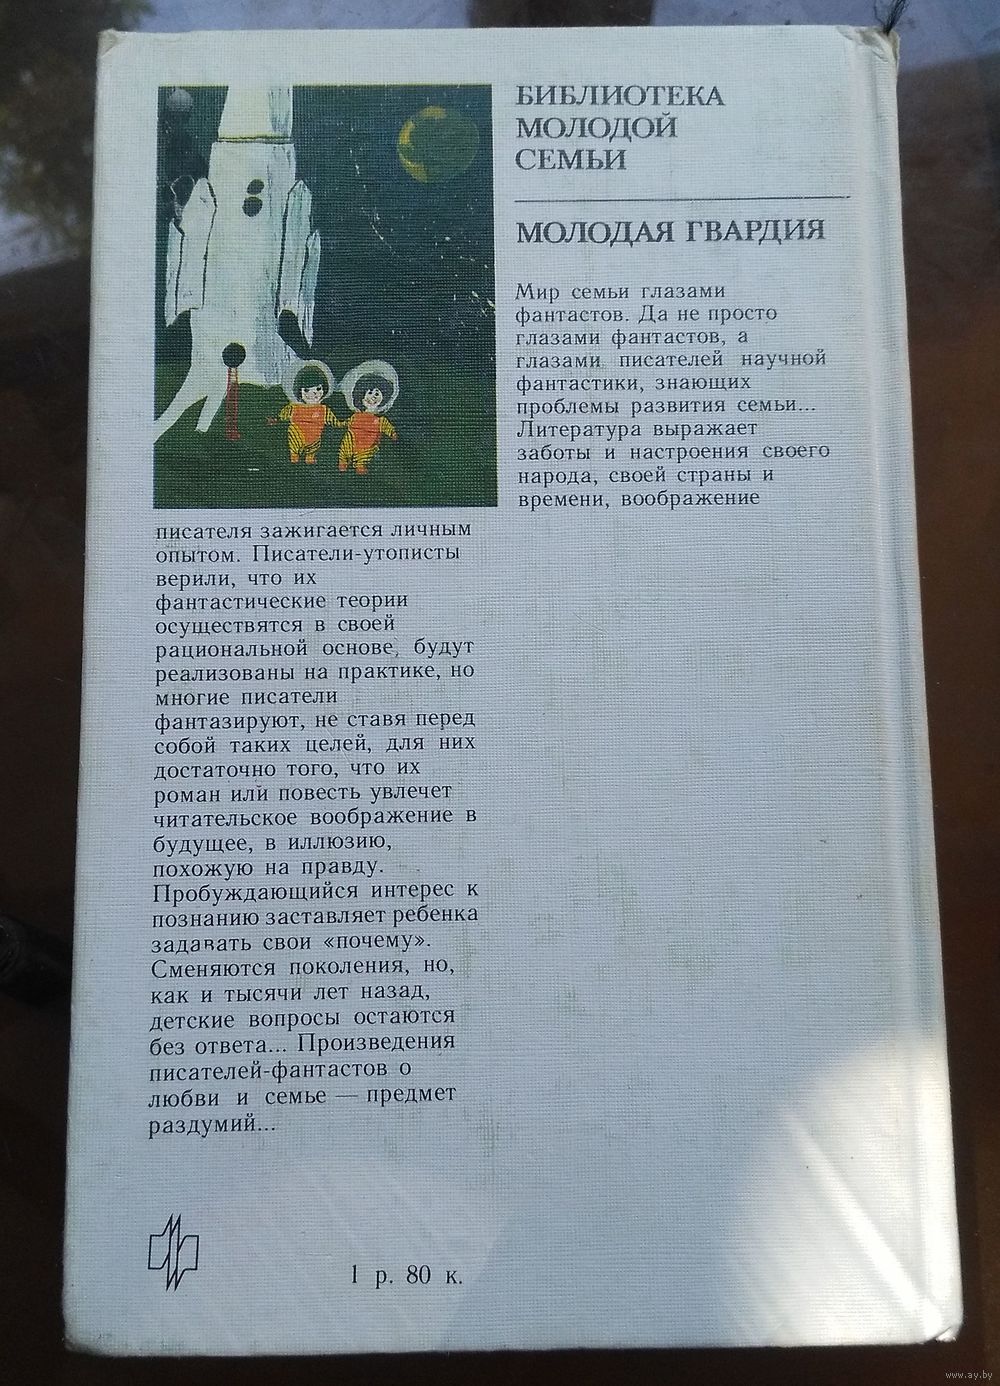 БИБЛИОТЕКА
МОЛОДОЙ
СЕМЬИ
МОЛОДАЯ ГВАРДИЯ
Мир семьи глазами
фантастов. Да не просто
глазами фантастов, а
глазами писателей научной
фантастики, знающих
проблемы развития семьи...
Литература выражает
заботы и настроения своего
народа, своей страны и
времени, воображение
писателя зажигается личным
опытом. Писатели-утописты
верили, что их
фантастические теории
осуществятся в своей
рациональной основе, будут
реализованы на практике, но
многие писатели
фантазируют, не ставя перед
собой таких целей, для них
достаточно того, что их
роман или повесть увлечет
читательское воображение в
будущее, в иллюзию,
похожую на правду.
Пробуждающийся интерес к
познанию заставляет ребенка
задавать свои «почему».
Сменяются поколения, но,
как и тысячи лет назад,
детские вопросы остаются
без ответа... Произведения
писателей-фантастов о
любви и семье — предмет
раздумий...
1 р. 80 к.
www.ay.by